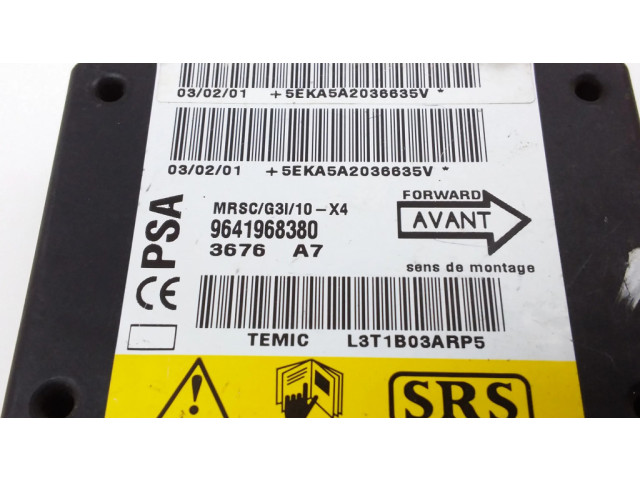 03/02/01 +5EKA5A2036635V*
03/02/01 +5EKA5A2036635V*
PSA
CE
MRSC/G3I/10-X4
9641968380
3676 A7
FORWARD
AVANT
sens de montage
TEMIC L3T1B03ARP5
SRS